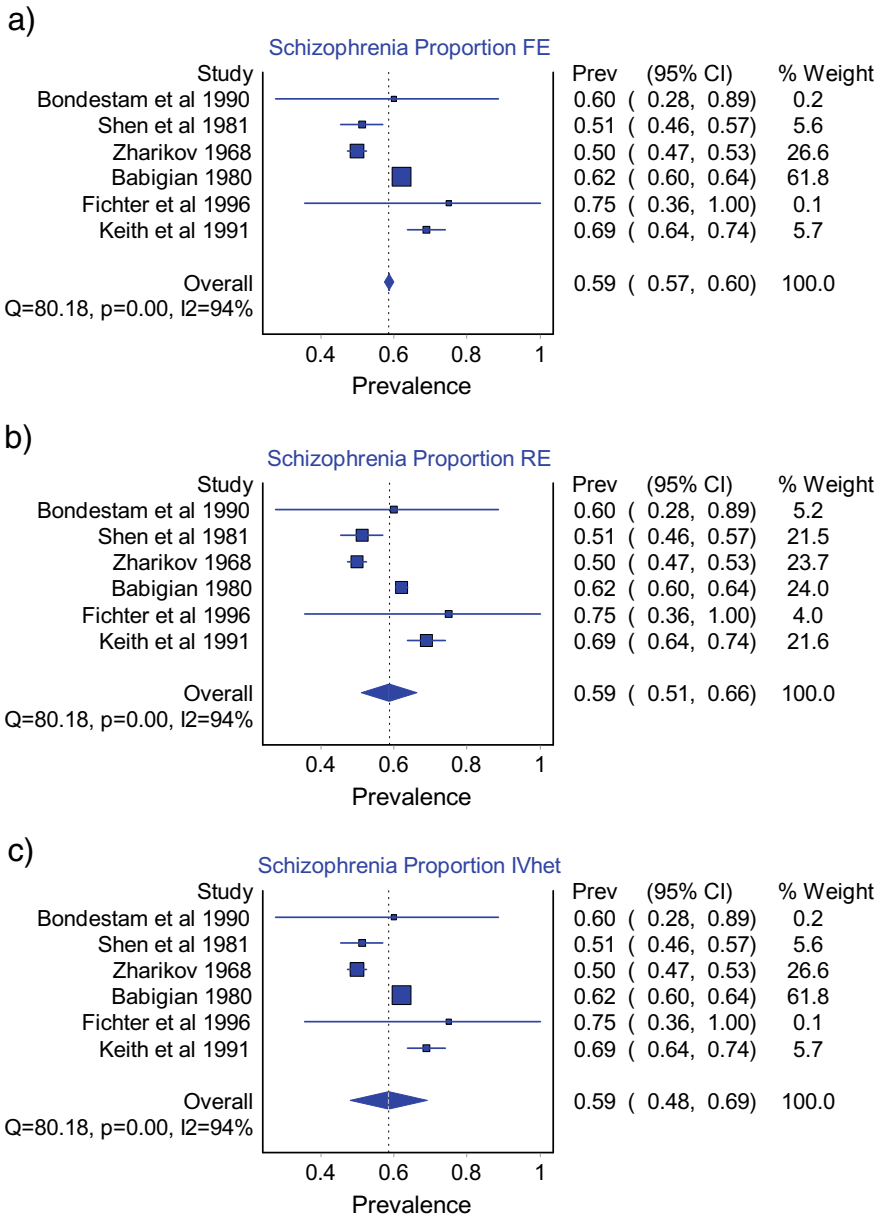 a)
Schizophrenia Proportion FE
Study Prev (95% CI) % Weight
Bondestam et al 1990 0.60 ( 0.28, 0.89) 0.2
Shen et al 1981 0.51 ( 0.46, 0.57) 5.6
Zharikov 1968 0.50 ( 0.47, 0.53) 26.6
Babigian 1980 0.62 ( 0.60, 0.64) 61.8
Fichter et al 1996 0.75 ( 0.36, 1.00) 0.1
Keith et al 1991 0.69 ( 0.64, 0.74) 5.7
Overall 0.59 ( 0.57, 0.60) 100.0
Q=80.18, p=0.00, I2=94%
0.4 0.6 0.8 1
Prevalence
b)
Schizophrenia Proportion RE
Study Prev (95% CI) % Weight
Bondestam et al 1990 0.60 ( 0.28, 0.89) 5.2
Shen et al 1981 0.51 ( 0.46, 0.57) 21.5
Zharikov 1968 0.50 ( 0.47, 0.53) 23.7
Babigian 1980 0.62 ( 0.60, 0.64) 24.0
Fichter et al 1996 0.75 ( 0.36, 1.00) 4.0
Keith et al 1991 0.69 ( 0.64, 0.74) 21.6
Overall 0.59 ( 0.51, 0.66) 100.0
Q=80.18, p=0.00, I2=94%
0.4 0.6 0.8 1
Prevalence
c)
Schizophrenia Proportion IVhet
Study Prev (95% CI) % Weight
Bondestam et al 1990 0.60 ( 0.28, 0.89) 0.2
Shen et al 1981 0.51 ( 0.46, 0.57) 5.6
Zharikov 1968 0.50 ( 0.47, 0.53) 26.6
Babigian 1980 0.62 ( 0.60, 0.64) 61.8
Fichter et al 1996 0.75 ( 0.36, 1.00) 0.1
Keith et al 1991 0.69 ( 0.64, 0.74) 5.7
Overall 0.59 ( 0.48, 0.69) 100.0
Q=80.18, p=0.00, I2=94%
0.4 0.6 0.8 1
Prevalence